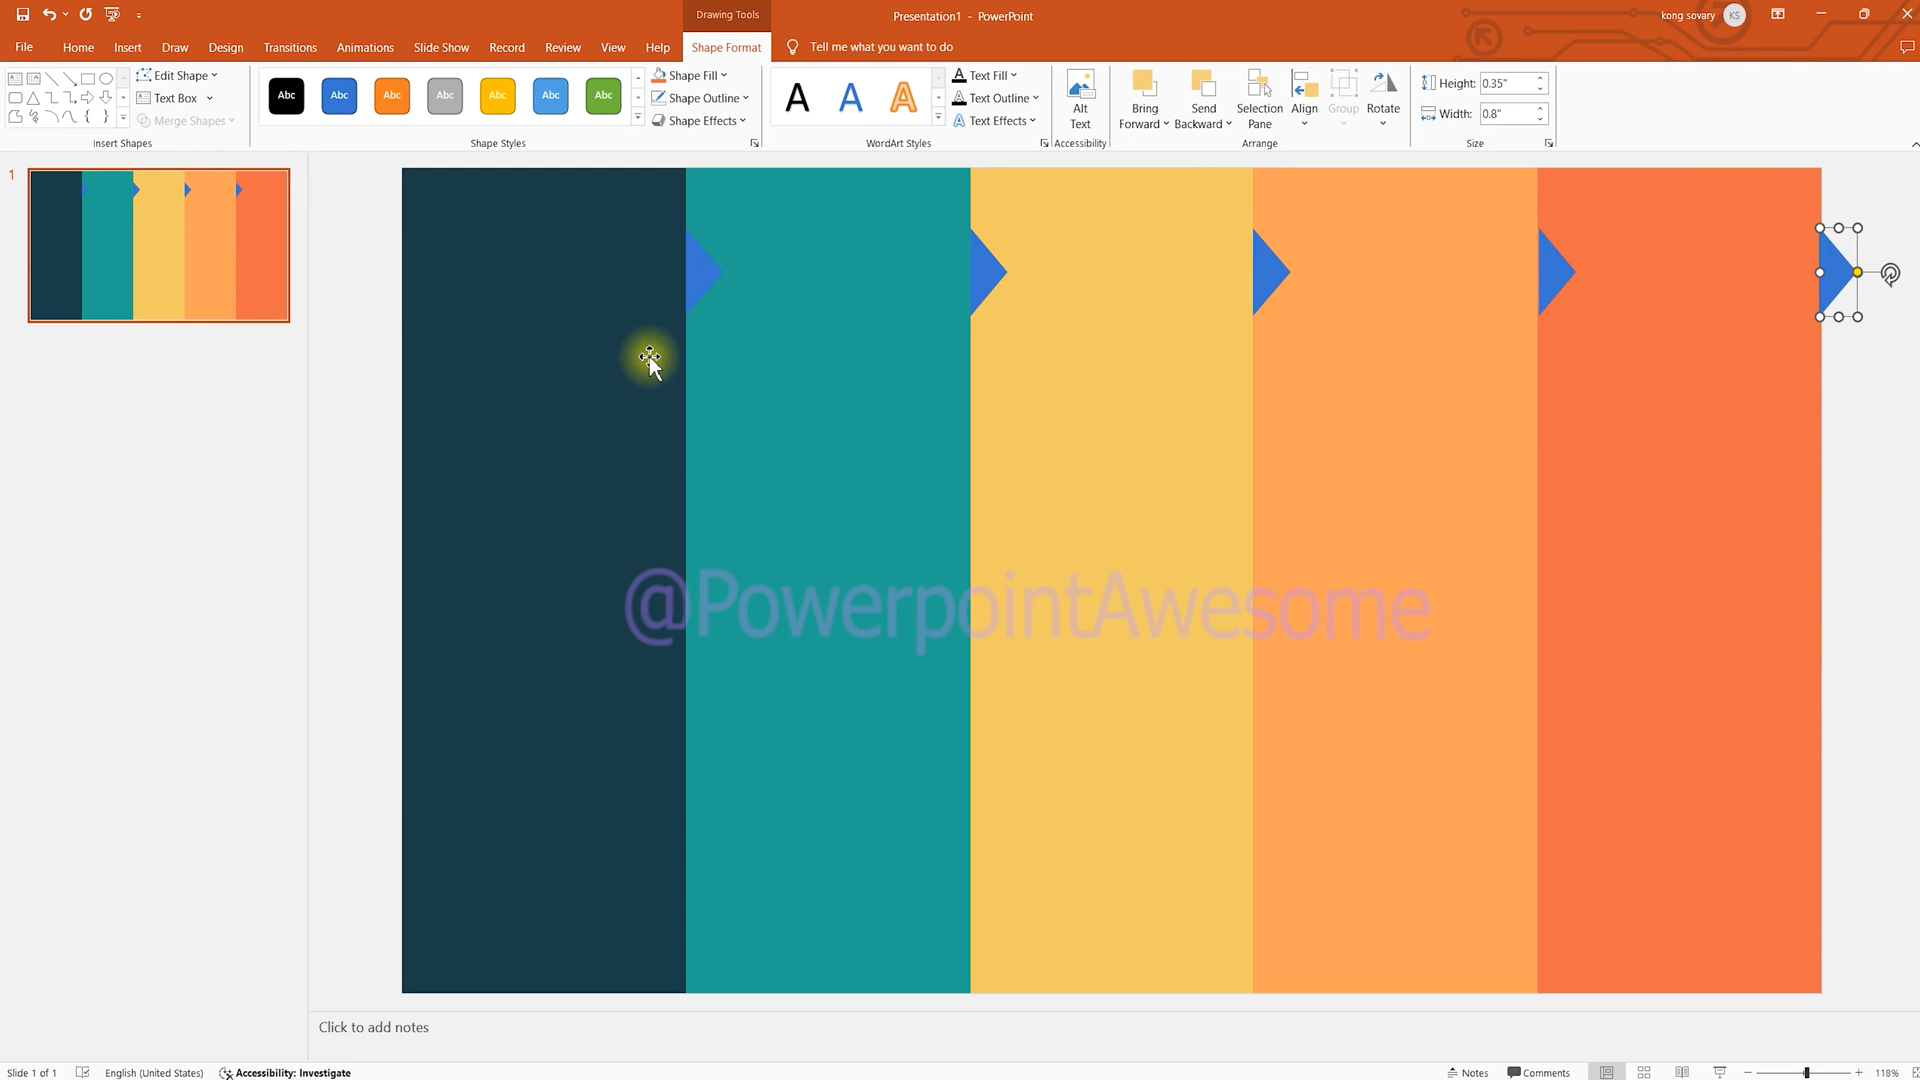 Drawing Tools
Presentation1 - PowerPoint
kong sovary KS
File Home Insert Draw Design Transitions Animations Slide Show Record Review View Help Shape Format Tell me what you want to do
Edit Shape
Text Box
Merge Shapes
Insert Shapes
Abc Abc Abc Abc Abc Abc Abc
Shape Fill
Shape Outline
Shape Effects
Shape Styles
A A A
Text Fill
Text Outline
Text Effects
WordArt Styles
Alt
Text
Accessibility
Bring
Forward
Send
Backward
Selection
Pane
Align
Group
Rotate
Arrange
Height: 0.35"
Width: 0.8"
Size
1
@PowerpointAwesome
Click to add notes
Slide 1 of 1 English (United States) Accessibility: Investigate Notes Comments 118%